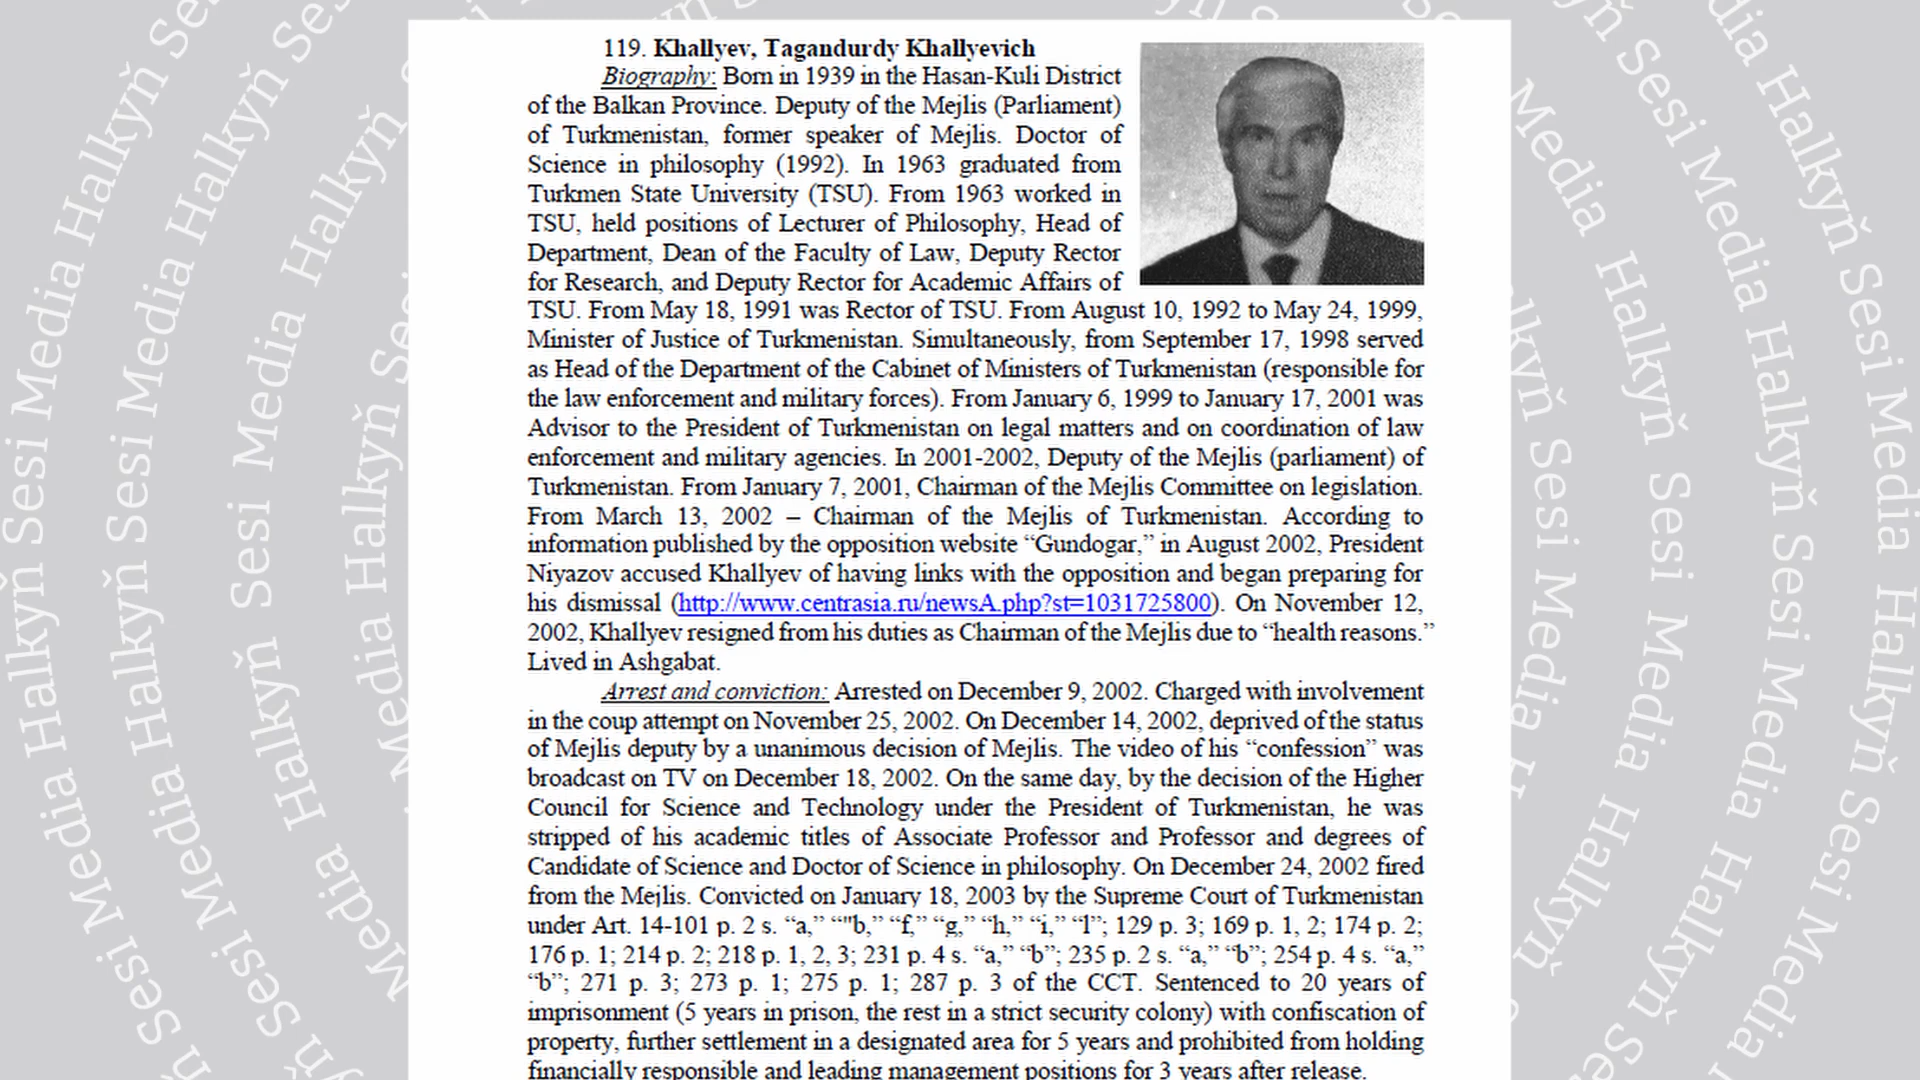 119. Khallyev, Tagandurdy Khallyevich
Biography: Born in 1939 in the Hasan-Kuli District
of the Balkan Province. Deputy of the Mejlis (Parliament)
of Turkmenistan, former speaker of Mejlis. Doctor of
Science in philosophy (1992). In 1963 graduated from
Turkmen State University (TSU). From 1963 worked in
TSU, held positions of Lecturer of Philosophy, Head of
Department, Dean of the Faculty of Law, Deputy Rector
for Research, and Deputy Rector for Academic Affairs of
TSU. From May 18, 1991 was Rector of TSU. From August 10, 1992 to May 24, 1999,
Minister of Justice of Turkmenistan. Simultaneously, from September 17, 1998 served
as Head of the Department of the Cabinet of Ministers of Turkmenistan (responsible for
the law enforcement and military forces). From January 6, 1999 to January 17, 2001 was
Advisor to the President of Turkmenistan on legal matters and on coordination of law
enforcement and military agencies. In 2001-2002, Deputy of the Mejlis (parliament) of
Turkmenistan. From January 7, 2001, Chairman of the Mejlis Committee on legislation.
From March 13, 2002 – Chairman of the Mejlis of Turkmenistan. According to
information published by the opposition website “Gundogar,” in August 2002, President
Niyazov accused Khallyev of having links with the opposition and began preparing for
his dismissal (http://www.centrasia.ru/newsA.php?st=1031725800). On November 12,
2002, Khallyev resigned from his duties as Chairman of the Mejlis due to “health reasons.”
Lived in Ashgabat.
Arrest and conviction: Arrested on December 9, 2002. Charged with involvement
in the coup attempt on November 25, 2002. On December 14, 2002, deprived of the status
of Mejlis deputy by a unanimous decision of Mejlis. The video of his “confession” was
broadcast on TV on December 18, 2002. On the same day, by the decision of the Higher
Council for Science and Technology under the President of Turkmenistan, he was
stripped of his academic titles of Associate Professor and Professor and degrees of
Candidate of Science and Doctor of Science in philosophy. On December 24, 2002 fired
from the Mejlis. Convicted on January 18, 2003 by the Supreme Court of Turkmenistan
under Art. 14-101 p. 2 s. “a,” “"b,” “f,” “g,” “h,” “i,” “l”; 129 p. 3; 169 p. 1, 2; 174 p. 2;
176 p. 1; 214 p. 2; 218 p. 1, 2, 3; 231 p. 4 s. “a,” “b”; 235 p. 2 s. “a,” “b”; 254 p. 4 s. “a,”
“b”; 271 p. 3; 273 p. 1; 275 p. 1; 287 p. 3 of the CCT. Sentenced to 20 years of
imprisonment (5 years in prison, the rest in a strict security colony) with confiscation of
property, further settlement in a designated area for 5 years and prohibited from holding
financially responsible and leading management positions for 3 years after release.
Halkyň Sesi Media Halkyň Sesi Media